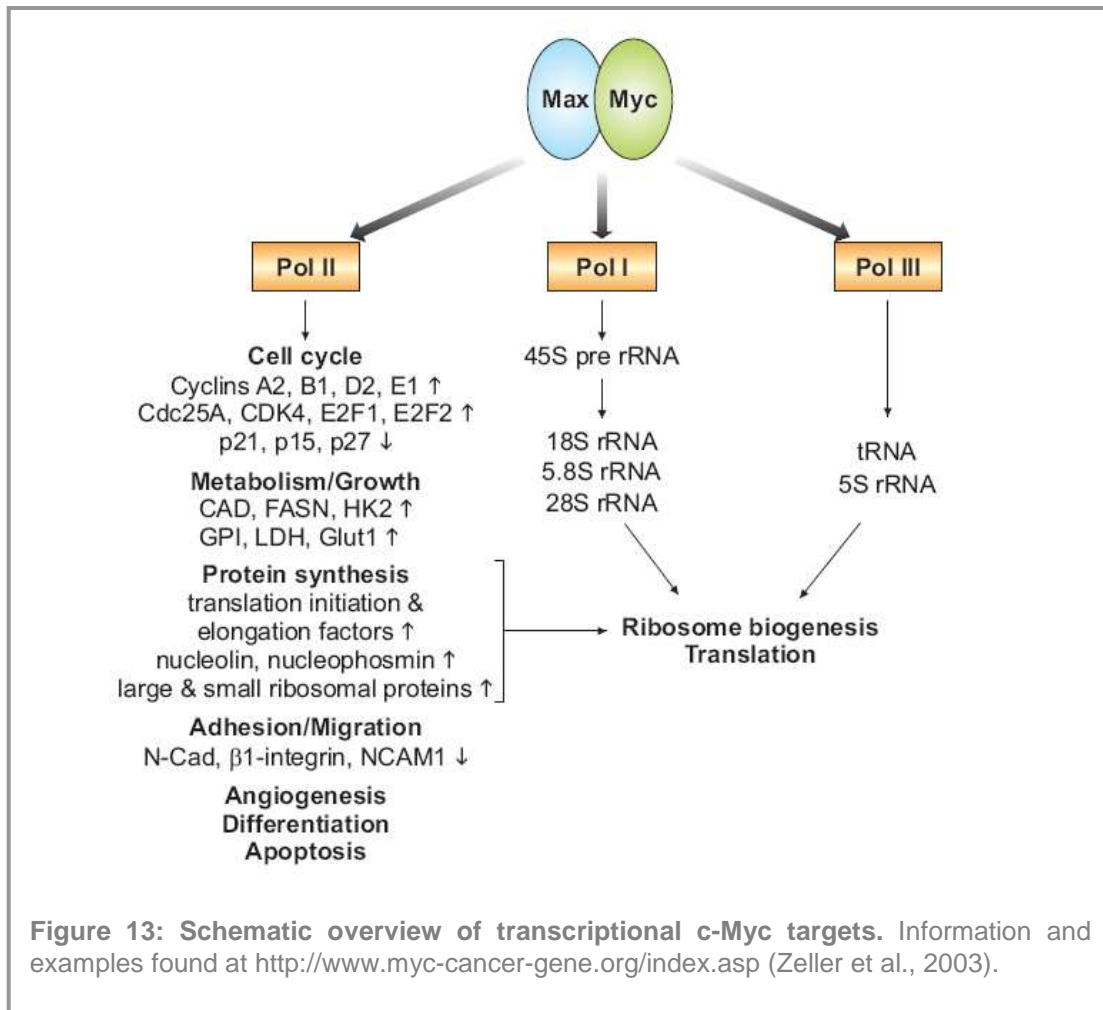 Max Myc
Pol II
Pol I
Pol III
Cell cycle
Cyclins A2, B1, D2, E1 ↑
Cdc25A, CDK4, E2F1, E2F2 ↑
p21, p15, p27 ↓
Metabolism/Growth
CAD, FASN, HK2 ↑
GPI, LDH, Glut1 ↑
Protein synthesis
translation initiation &
elongation factors ↑
nucleolin, nucleophosmin ↑
large & small ribosomal proteins ↑
Adhesion/Migration
N-Cad, β1-integrin, NCAM1 ↓
Angiogenesis
Differentiation
Apoptosis
45S pre rRNA
18S rRNA
5.8S rRNA
28S rRNA
tRNA
5S rRNA
Ribosome biogenesis
Translation
Figure 13: Schematic overview of transcriptional c-Myc targets. Information and
examples found at http://www.myc-cancer-gene.org/index.asp (Zeller et al., 2003).